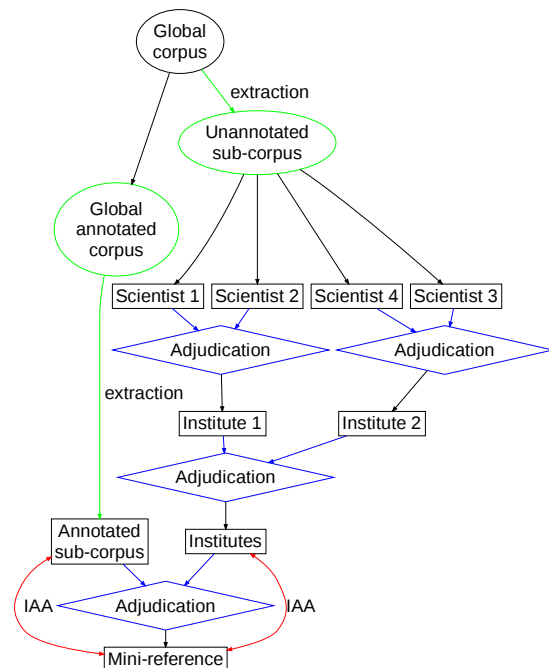 Global
corpus
extraction
Unannotated
sub-corpus
Global
annotated
corpus
Scientist 1
Scientist 2
Scientist 4
Scientist 3
Adjudication
Adjudication
extraction
Institute 1
Institute 2
Adjudication
Annotated
sub-corpus
Institutes
IAA
Adjudication
IAA
Mini-reference